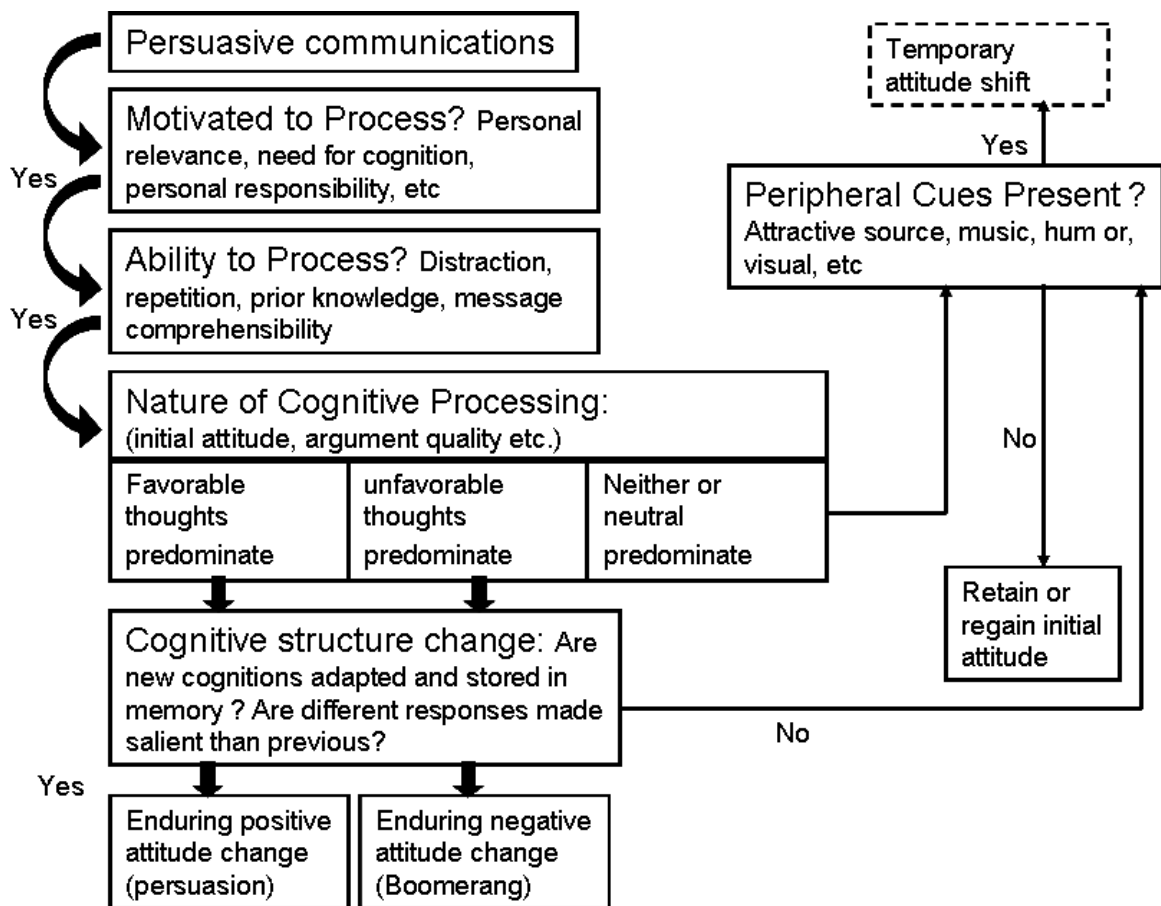 Persuasive communications
Motivated to Process? Personal
relevance, need for cognition,
personal responsibility, etc
Yes
Ability to Process? Distraction,
repetition, prior knowledge, message
comprehensibility
Yes
Nature of Cognitive Processing:
(initial attitude, argument quality etc.)
Favorable
thoughts
predominate
unfavorable
thoughts
predominate
Neither or
neutral
predominate
Cognitive structure change: Are
new cognitions adapted and stored in
memory ? Are different responses made
salient than previous?
Yes
No
Enduring positive
attitude change
(persuasion)
Enduring negative
attitude change
(Boomerang)
Temporary
attitude shift
Yes
Peripheral Cues Present ?
Attractive source, music, hum or,
visual, etc
No
Retain or
regain initial
attitude